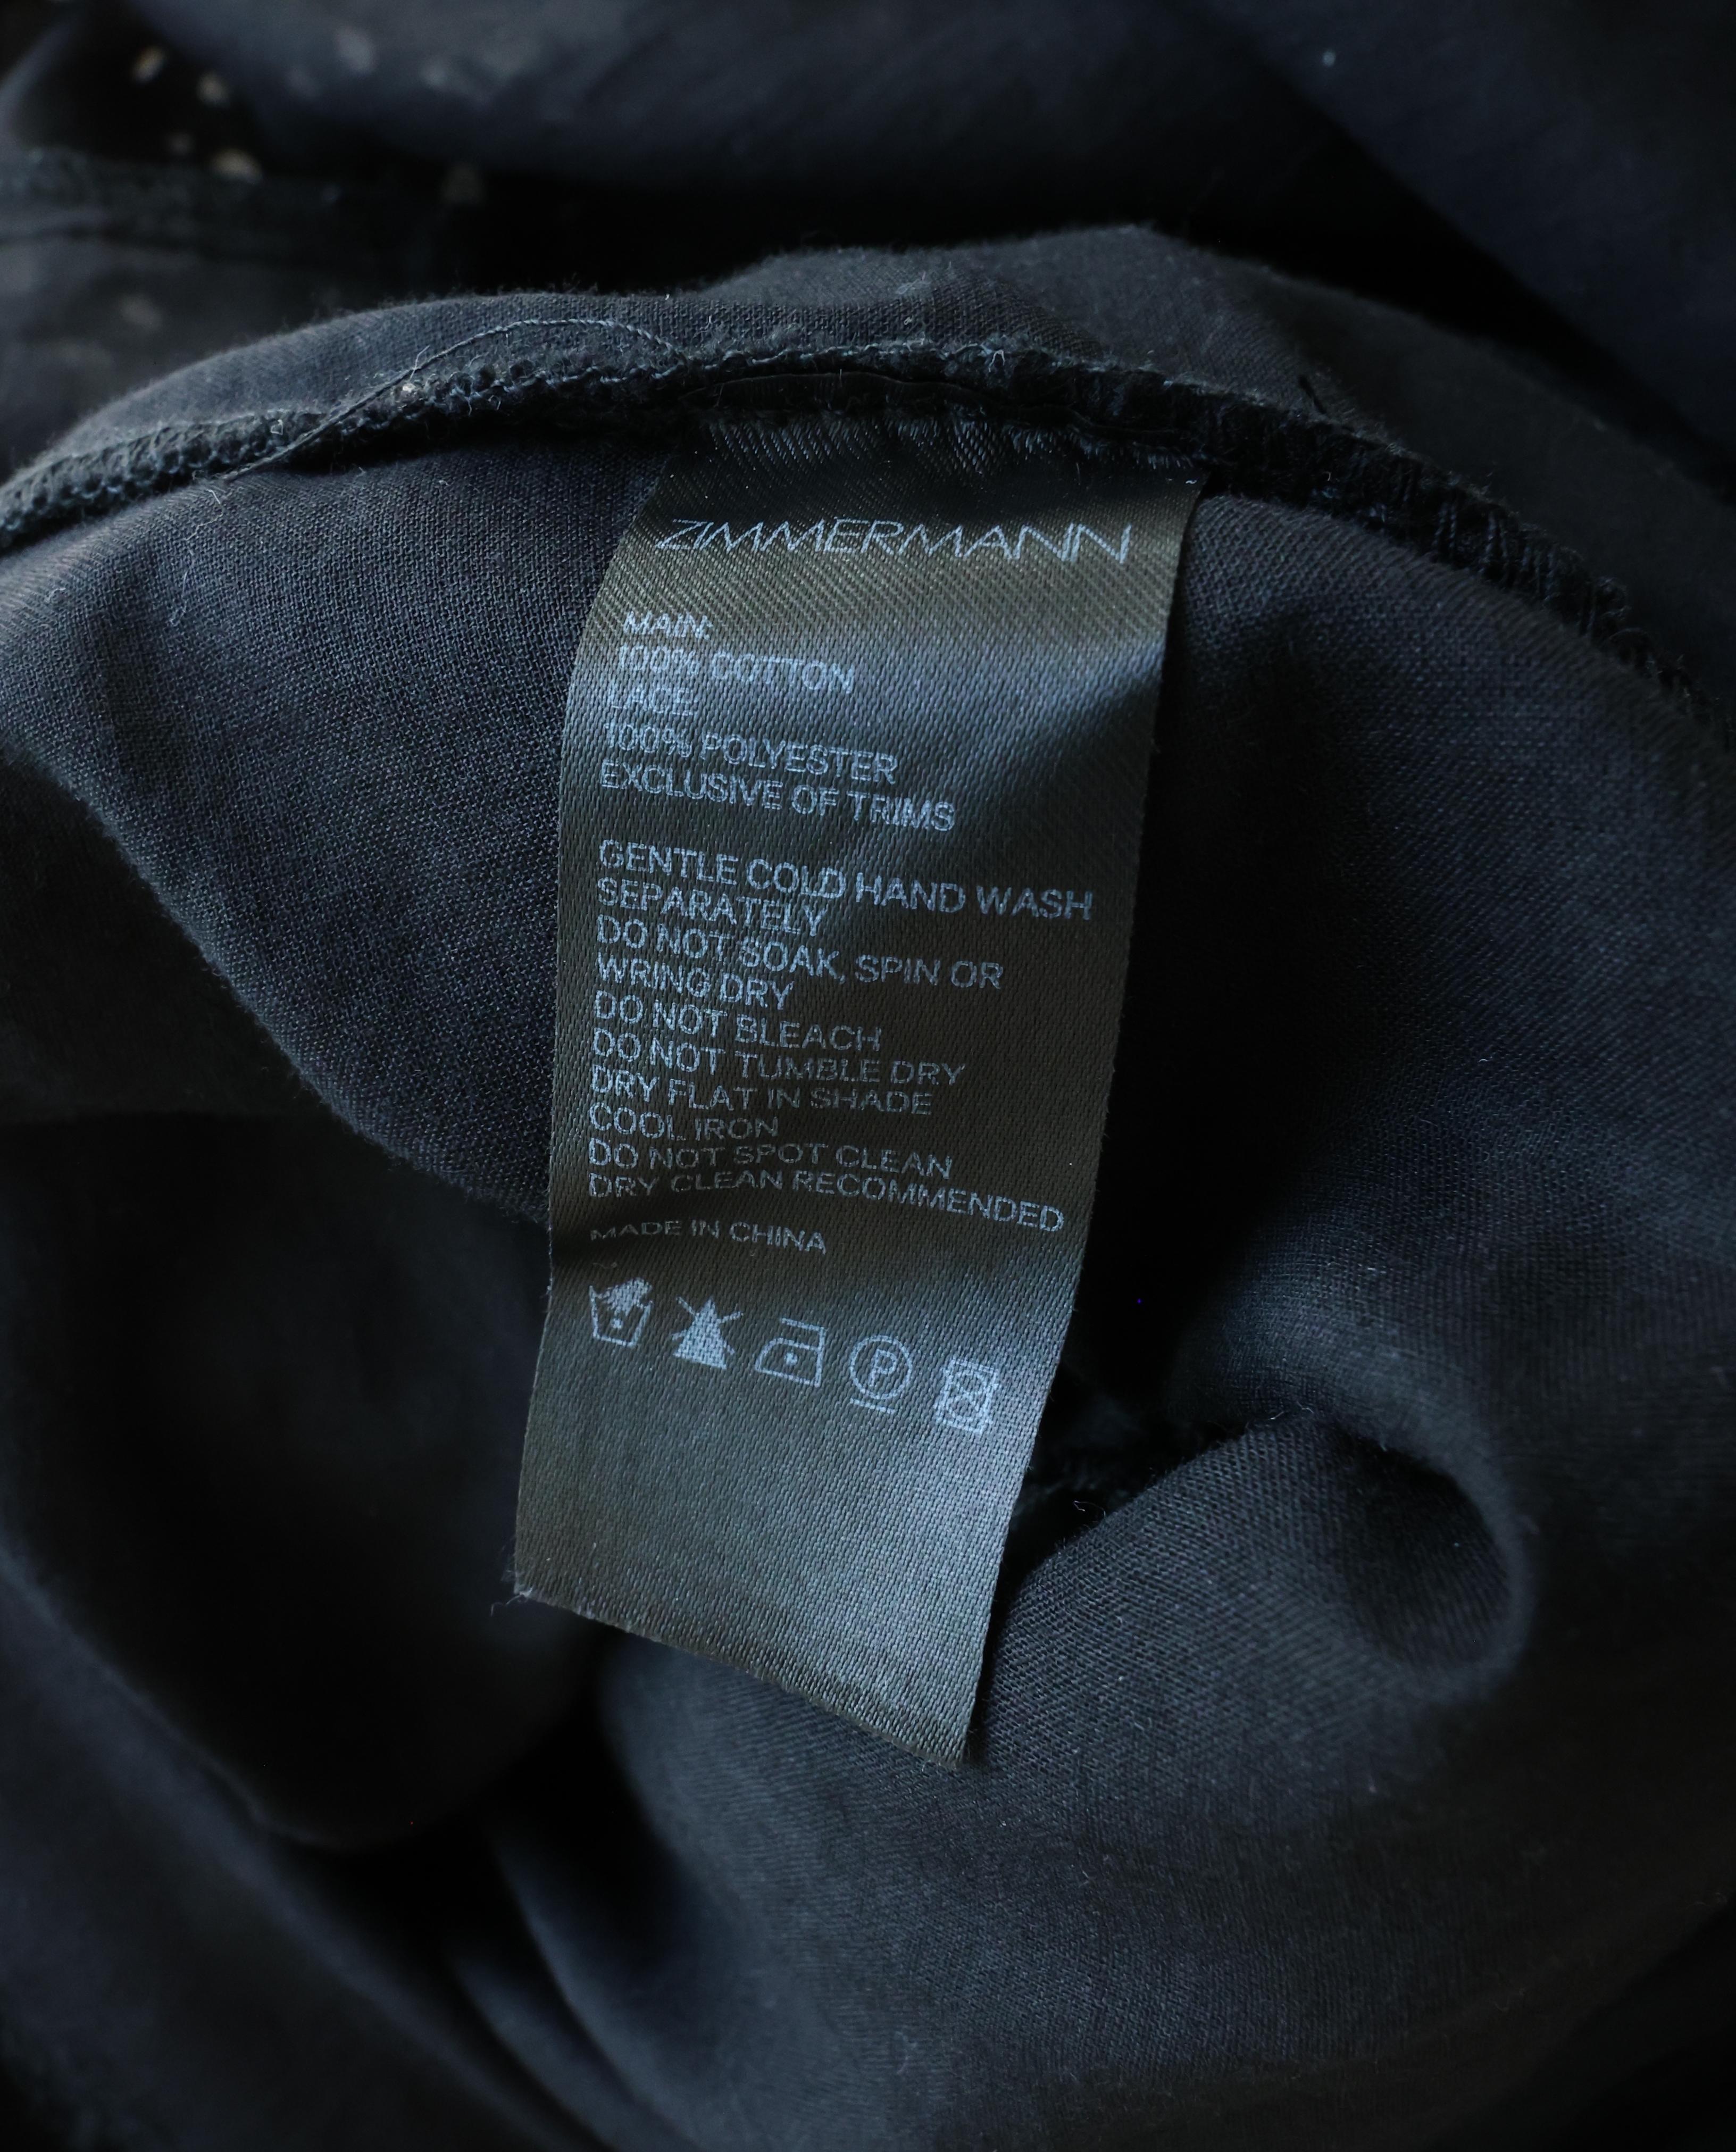 ZIMMERMANN
MAIN:
100% COTTON
LACE:
100% POLYESTER
EXCLUSIVE OF TRIMS
GENTLE COLD HAND WASH
SEPARATELY
DO NOT SOAK, SPIN OR
WRING DRY
DO NOT BLEACH
DO NOT TUMBLE DRY
DRY FLAT IN SHADE
COOL IRON
DO NOT SPOT CLEAN
DRY CLEAN RECOMMENDED
MADE IN CHINA
P